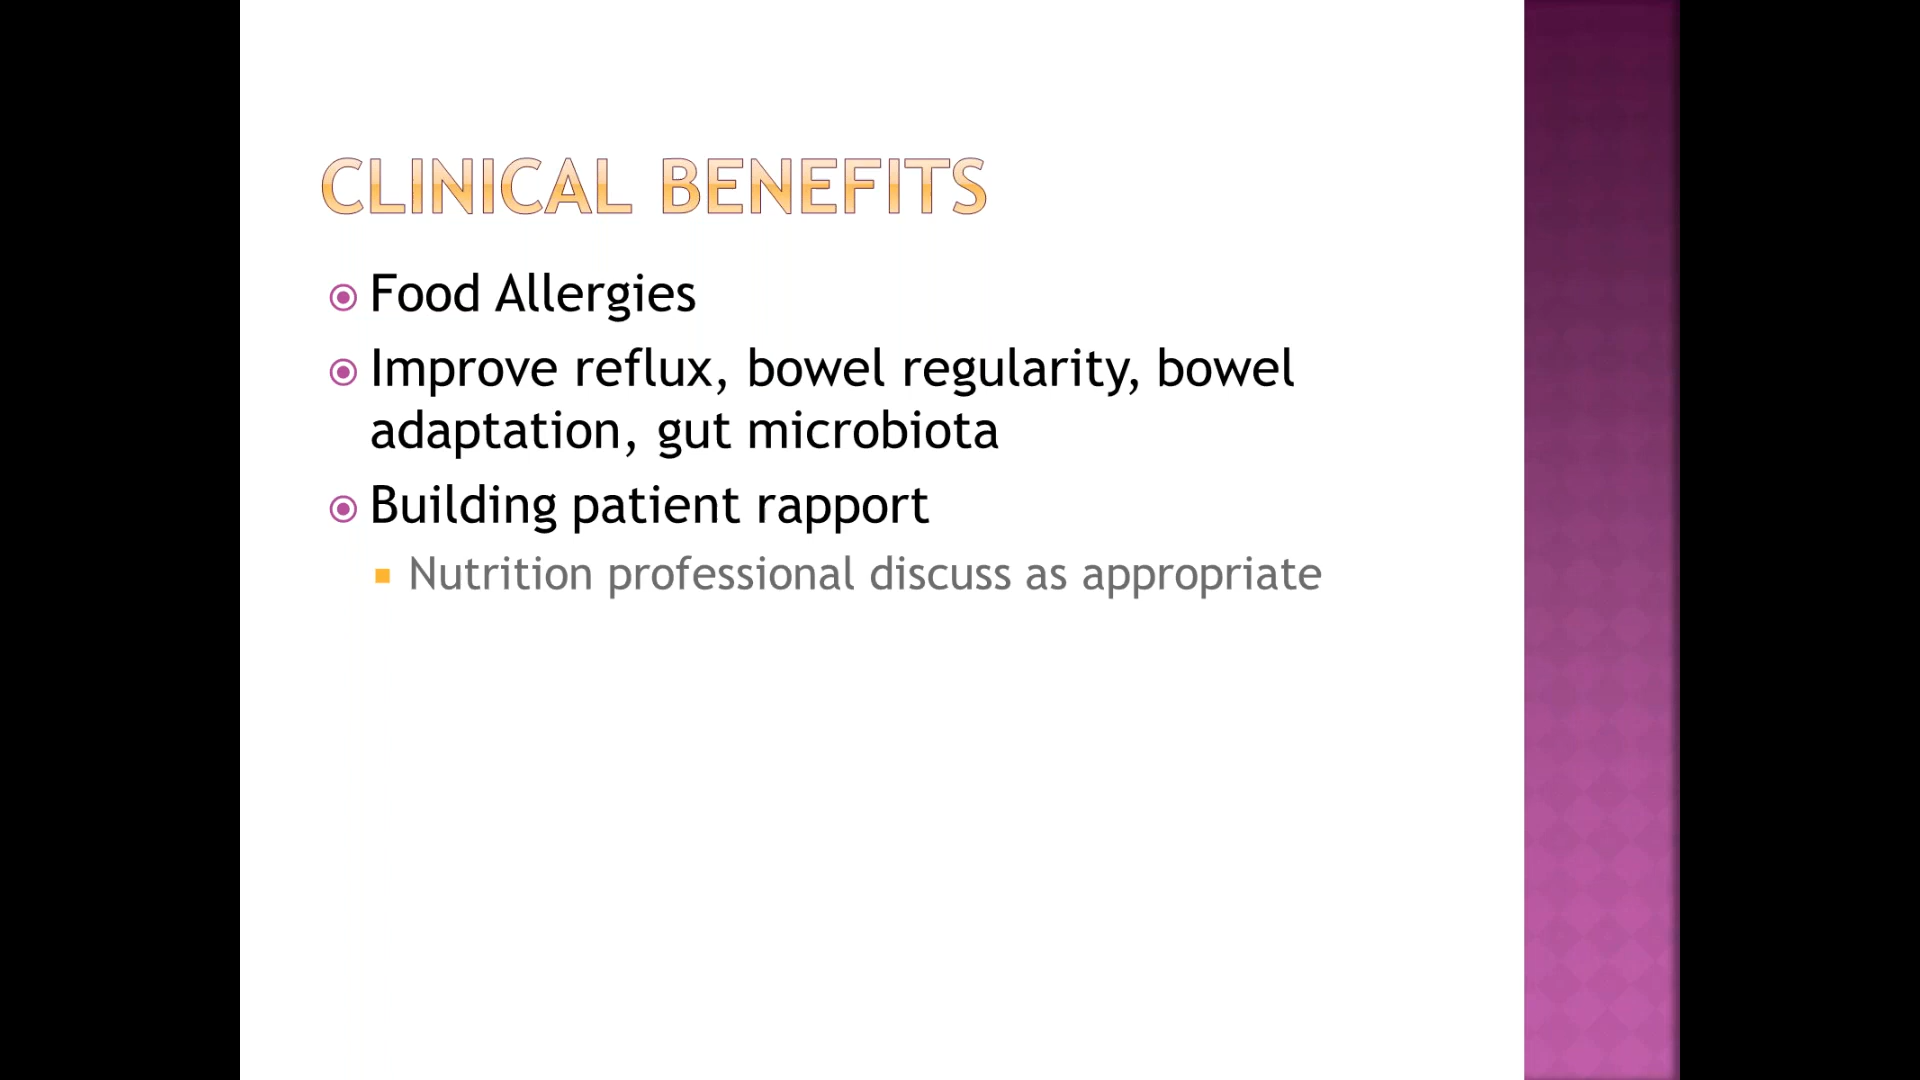 CLINICAL BENEFITS
Food Allergies
Improve reflux, bowel regularity, bowel
adaptation, gut microbiota
Building patient rapport
Nutrition professional discuss as appropriate